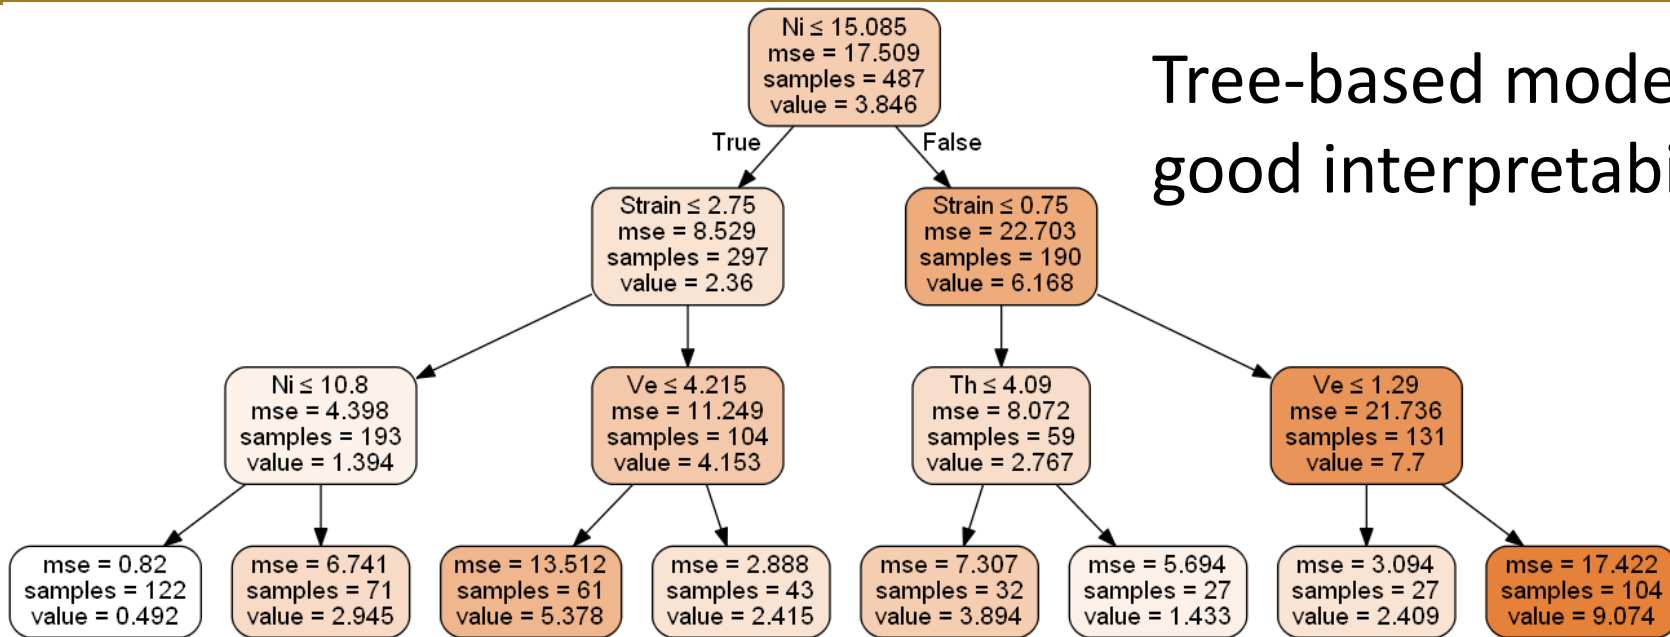 Ni ≤ 15.085
mse = 17.509
samples = 487
value = 3.846
Tree-based mode
good interpretabi
True
False
Strain ≤ 2.75
mse = 8.529
samples = 297
value = 2.36
Strain ≤ 0.75
mse = 22.703
samples = 190
value = 6.168
Ni ≤ 10.8
mse = 4.398
samples = 193
value = 1.394
Ve ≤ 4.215
mse = 11.249
samples = 104
value = 4.153
Th ≤ 4.09
mse = 8.072
samples = 59
value = 2.767
Ve ≤ 1.29
mse = 21.736
samples = 131
value = 7.7
mse = 0.82
samples = 122
value = 0.492
mse = 6.741
samples = 71
value = 2.945
mse = 13.512
samples = 61
value = 5.378
mse = 2.888
samples = 43
value = 2.415
mse = 7.307
samples = 32
value = 3.894
mse = 5.694
samples = 27
value = 1.433
mse = 3.094
samples = 27
value = 2.409
mse = 17.422
samples = 104
value = 9.074